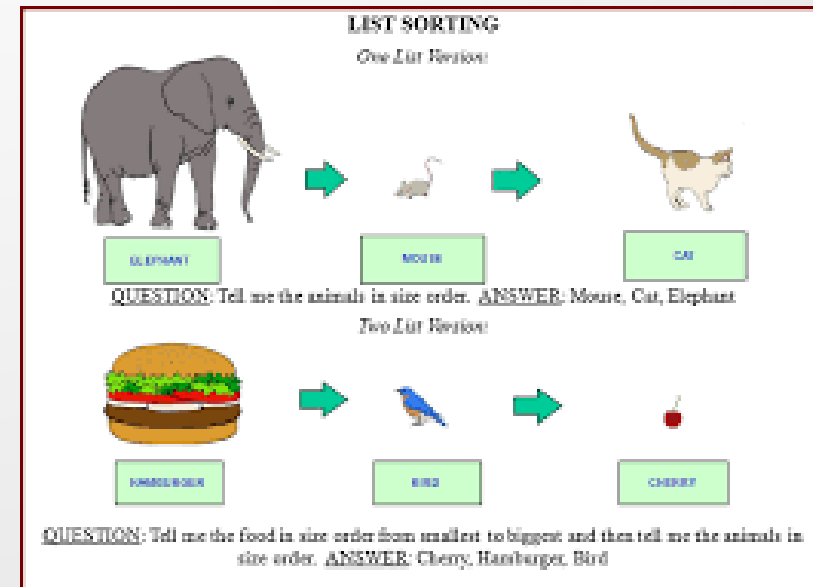 LIST SORTING
One List Version:
ELEPHANT
MOUSE
CAT
QUESTION: Tell me the animals in size order. ANSWER: Mouse, Cat, Elephant
Two List Version:
HAMBURGER
BIRD
CHERRY
QUESTION: Tell me the food in size order from smallest to biggest and then tell me the animals in
size order. ANSWER: Cherry, Hamburger, Bird